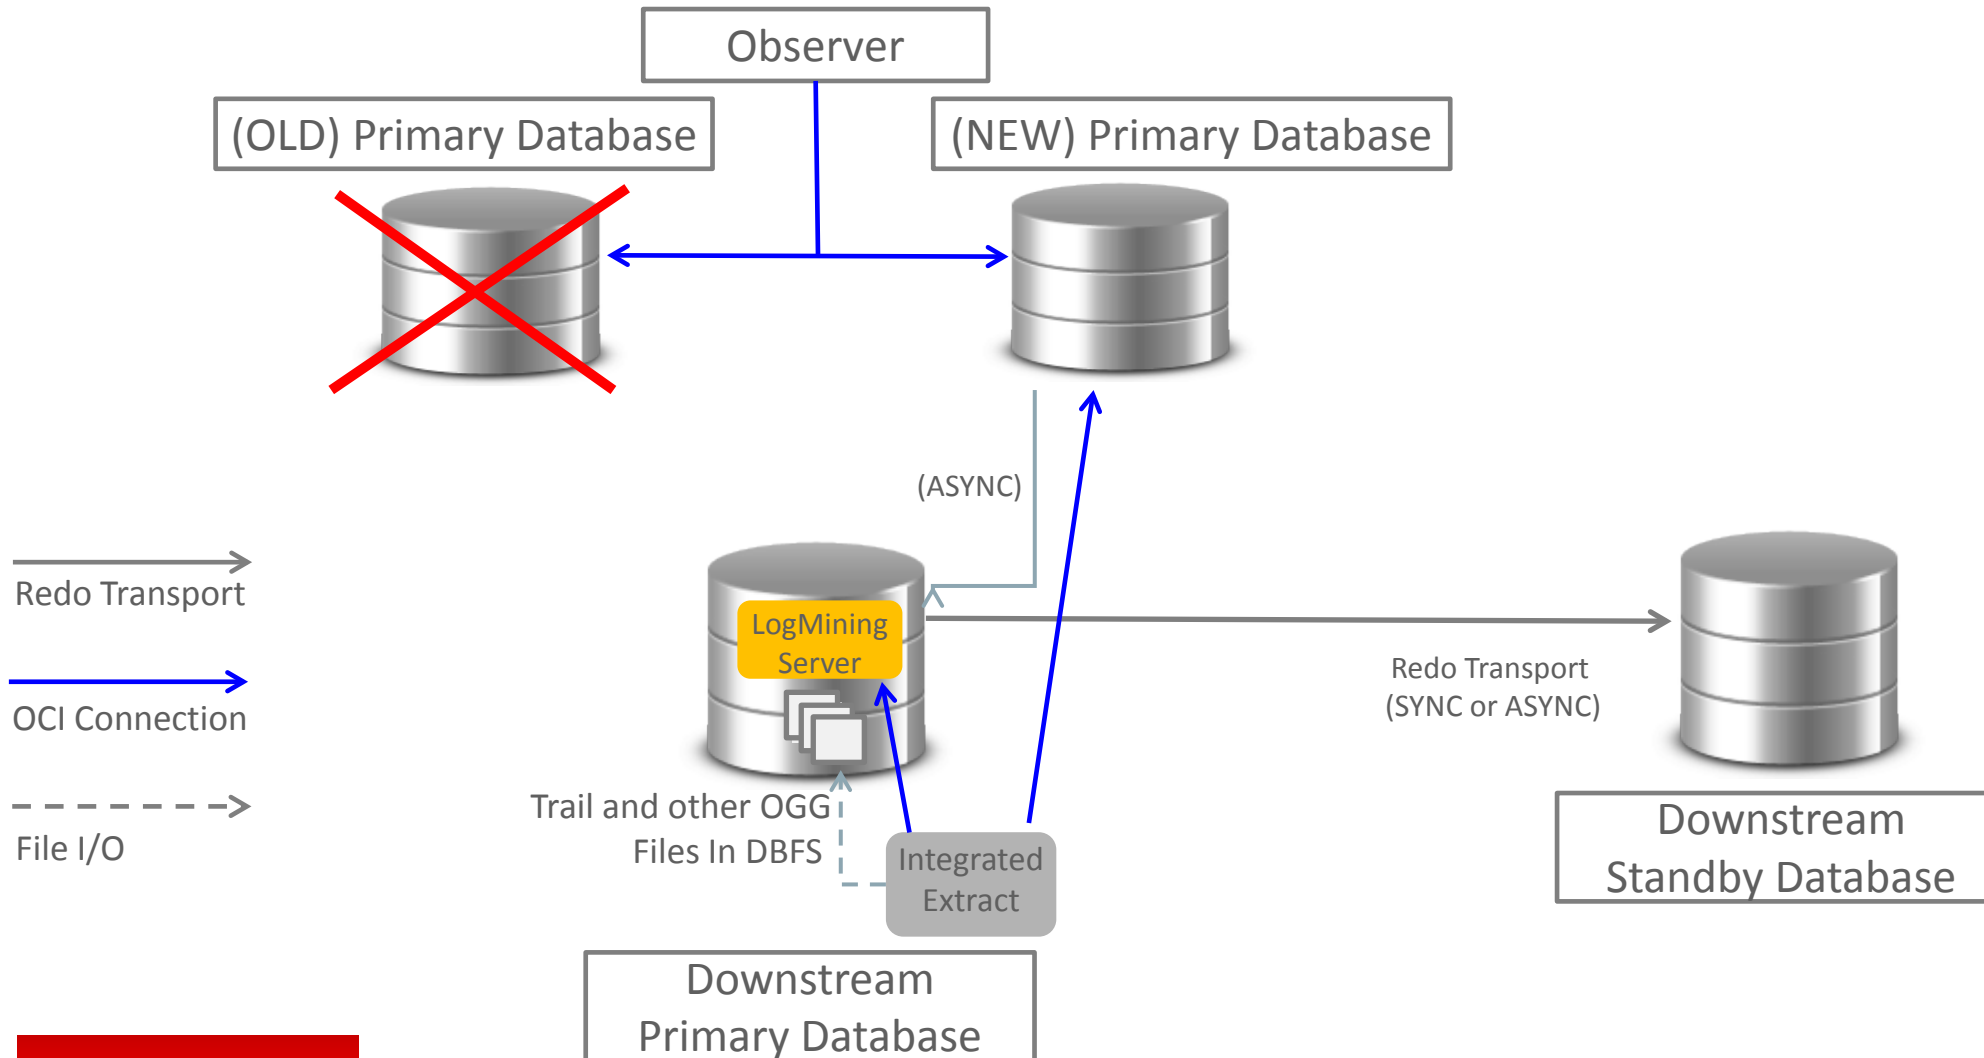 Observer
(OLD) Primary Database
(NEW) Primary Database
(ASYNC)
Redo Transport
OCI Connection
File I/O
LogMining
Server
Redo Transport
(SYNC or ASYNC)
Trail and other OGG
Files In DBFS
Integrated
Extract
Downstream
Standby Database
Downstream
Primary Database